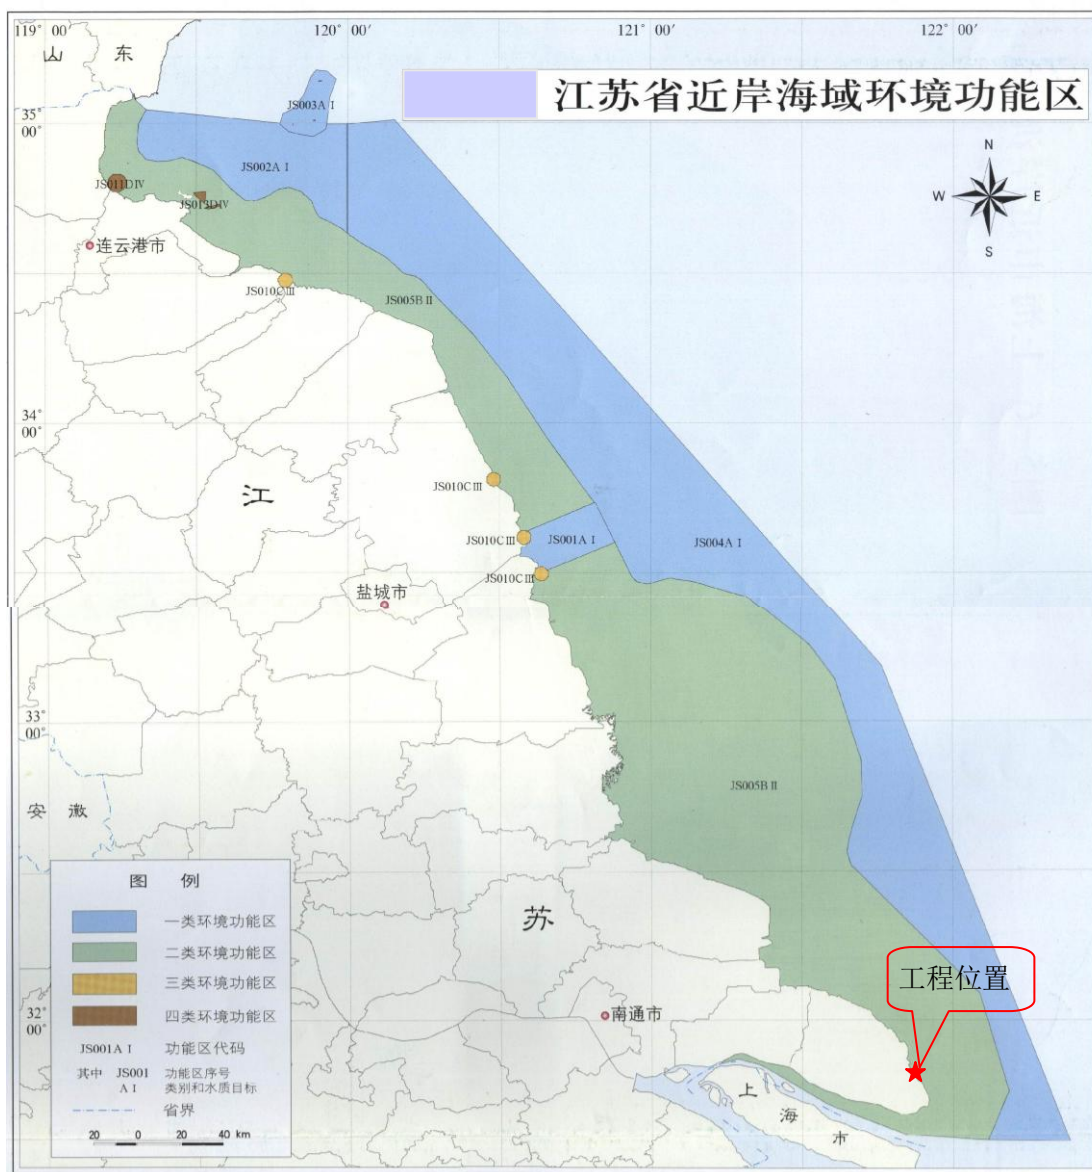 119° 00′
120° 00′
121° 00′
122° 00′
山 东
江苏省近岸海域环境功能区
JS003A I
35°
00′
N
JS002A I
W
E
JS011DIV
JS012DIV
S
连云港市
JS010CⅢ
JS005BⅡ
34°
00′
JS010CⅢ
江
JS010CⅢ
JS001A I
JS004A I
JS010CⅢ
盐城市
33°
00′
安 徽
JS005BⅡ
图 例
一类环境功能区
苏
二类环境功能区
工程位置
三类环境功能区
32°
00′
四类环境功能区
南通市
JS001A I
功能区代码
其中 JS001 功能区序号
A I 类别和水质目标
上
海
市
省界
20 0 20 40 km